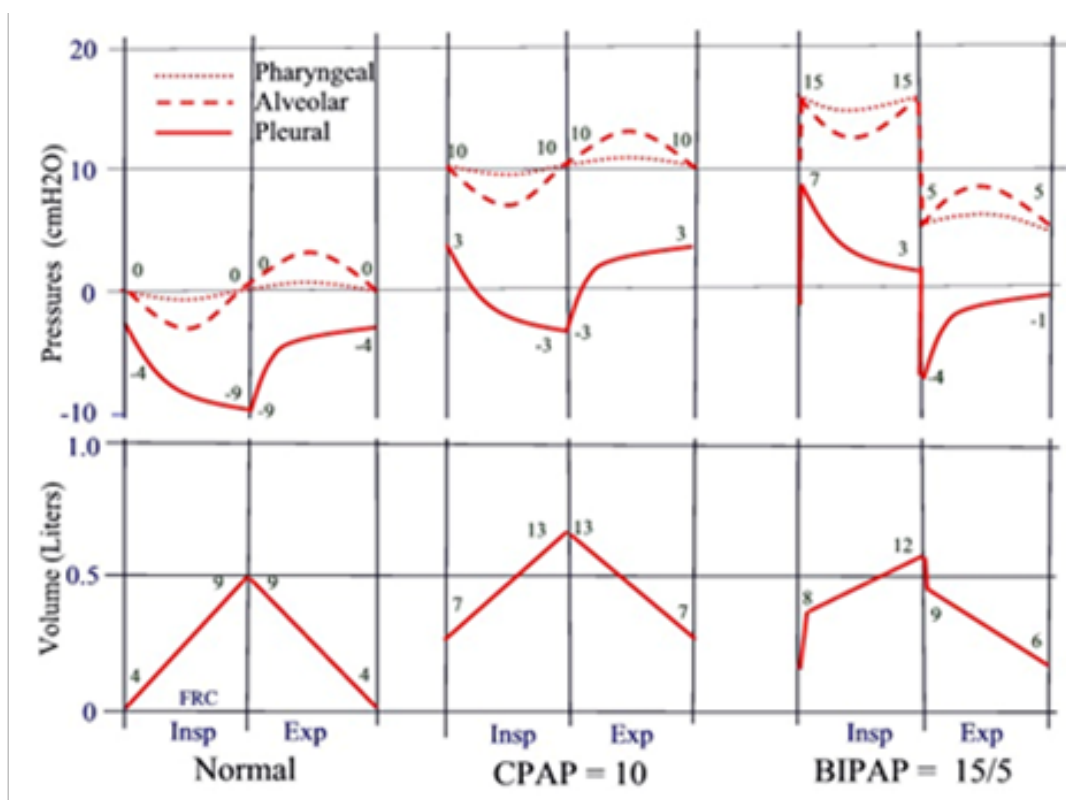 20
Pharyngeal
Alveolar
Pleural
15 15
10 10 10 10
10
7
5 5
3 3 3
0 0 0 0
0
-1
-3 -3
-4 -4 -4
-9 -9
-10
Pressures (cmH2O)
1.0
13 13
12
0.5
9 9 9
8
7 7
6
4 4
FRC
0
Volume (Liters)
Insp Exp Insp Exp Insp Exp
Normal CPAP = 10 BIPAP = 15/5